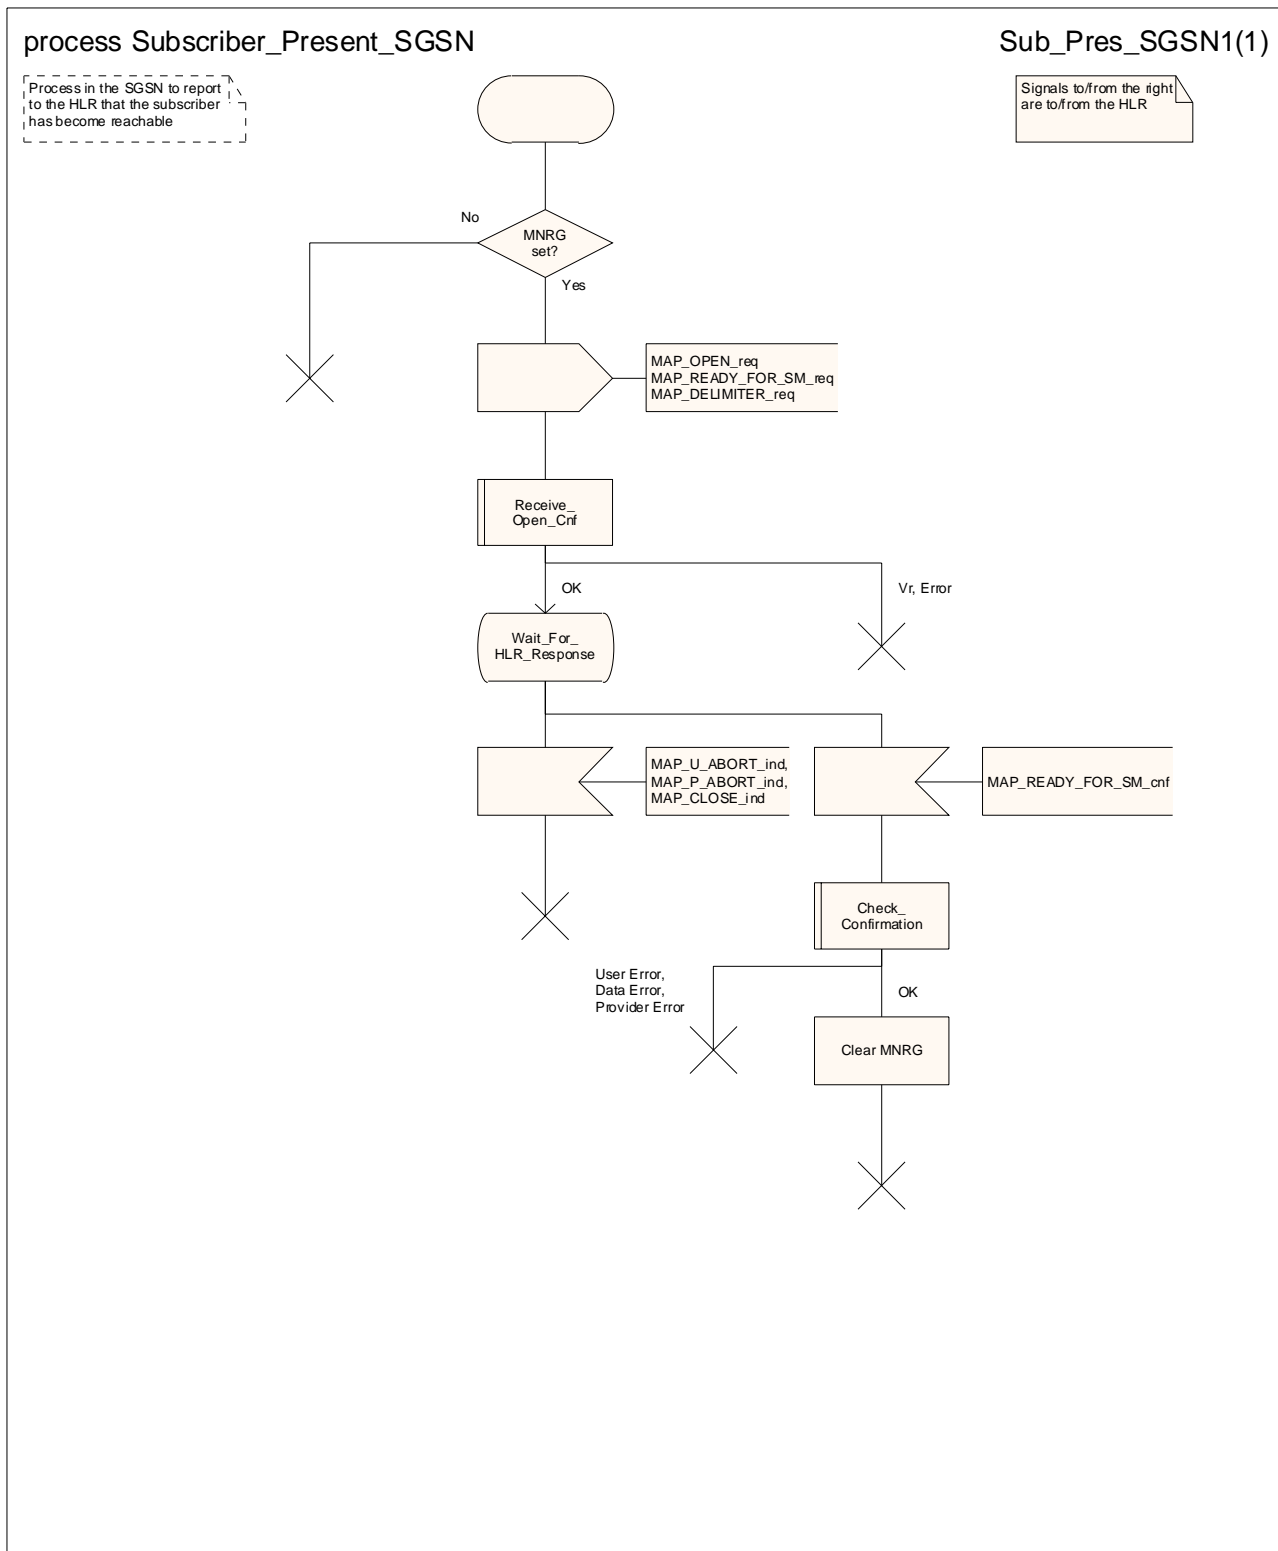 process Subscriber_Present_SGSN
Sub_Pres_SGSN1(1)
Process in the SGSN to report
to the HLR that the subscriber
has become reachable
Signals to/from the right
are to/from the HLR
No
MNRG
set?
Yes
MAP_OPEN_req
MAP_READY_FOR_SM_req
MAP_DELIMITER_req
Receive_
Open_Cnf
OK
Vr, Error
Wait_For_
HLR_Response
MAP_U_ABORT_ind,
MAP_P_ABORT_ind,
MAP_CLOSE_ind
MAP_READY_FOR_SM_cnf
Check_
Confirmation
User Error,
Data Error,
Provider Error
OK
Clear MNRG